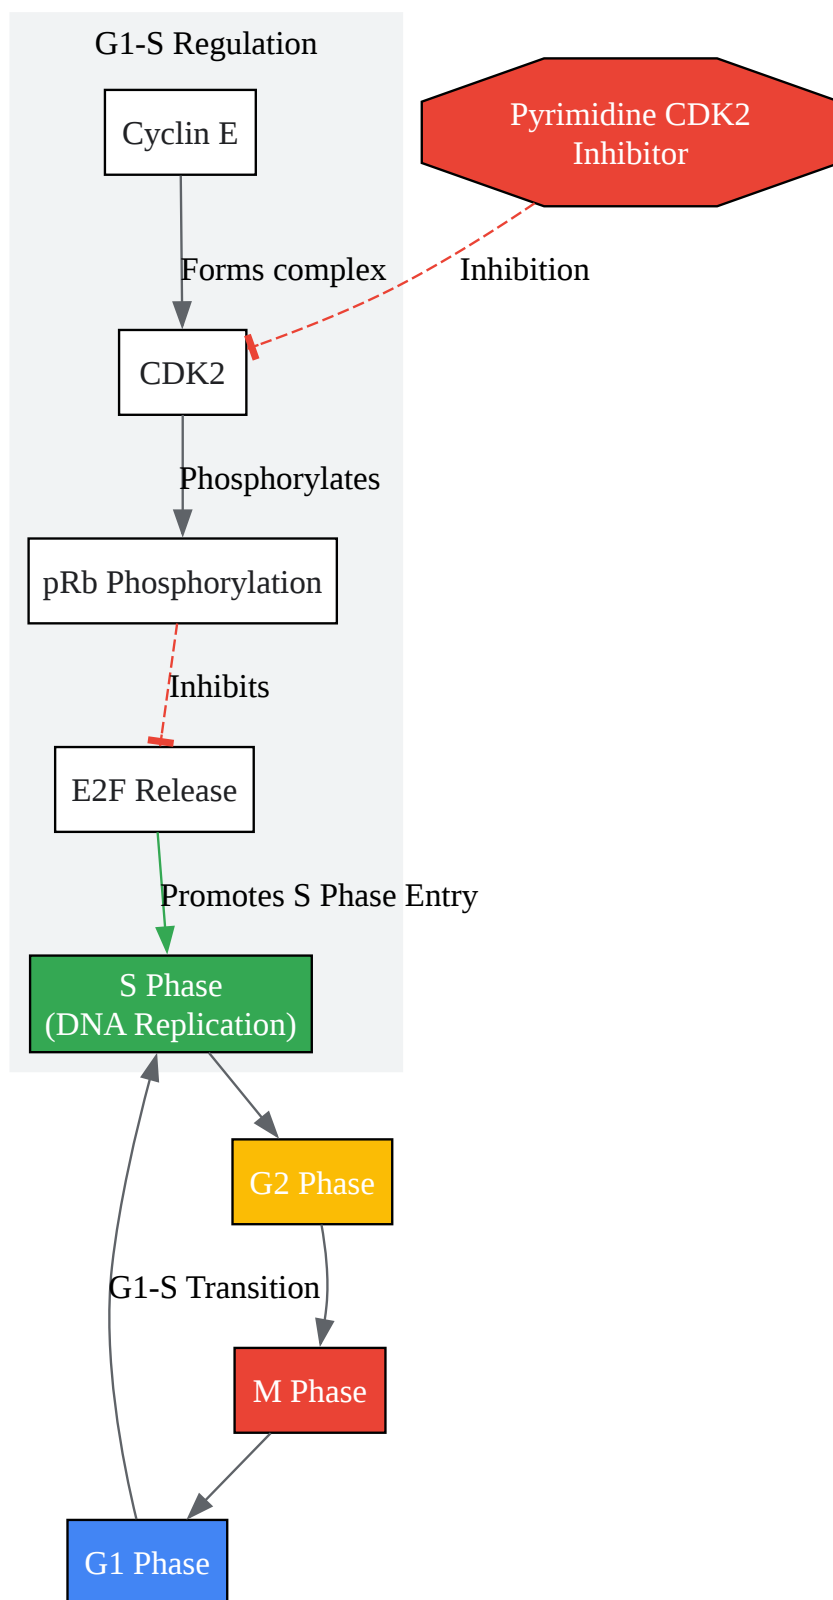 G1-S Regulation
Cyclin E
Pyrimidine CDK2
Inhibitor
Forms complex
Inhibition
CDK2
Phosphorylates
pRb Phosphorylation
Inhibits
E2F Release
Promotes S Phase Entry
S Phase
(DNA Replication)
G2 Phase
G1-S Transition
M Phase
G1 Phase